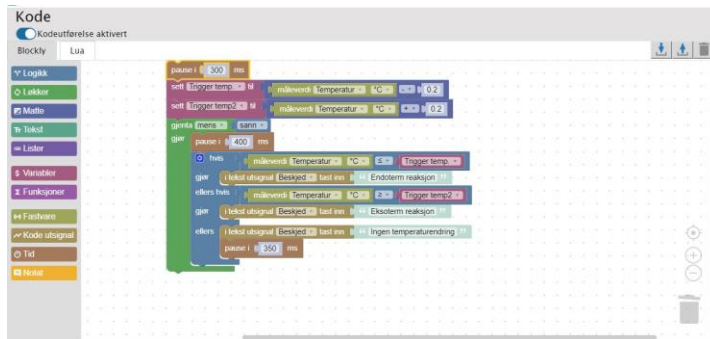 Kode
Kodeutførelse aktivert
Blockly Lua
Logikk
Løkker
Matte
Tekst
Lister
Variabler
Funksjoner
Fastvare
Kode utsignal
Tid
Notat
pause i 300 ms
sett Trigger temp. til måleverdi Temperatur °C - 0.2
sett Trigger temp2 til måleverdi Temperatur °C + 0.2
gjenta mens sann
gjør pause i 400 ms
hvis måleverdi Temperatur °C ≤ Trigger temp.
gjør i tekst utsignal Beskjed tast inn “ Endoterm reaksjon ”
ellers hvis måleverdi Temperatur °C ≥ Trigger temp2
gjør i tekst utsignal Beskjed tast inn “ Eksoterm reaksjon ”
ellers i tekst utsignal Beskjed tast inn “ Ingen temperaturendring ”
pause i 350 ms